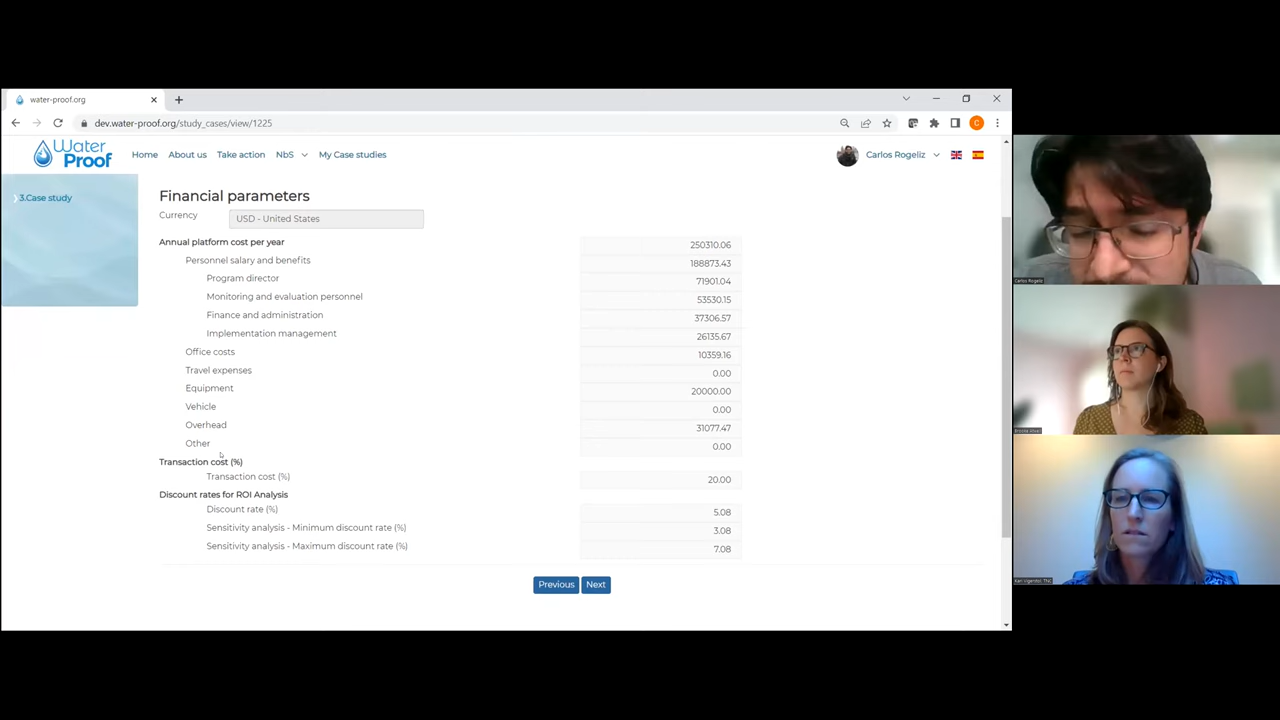 water-proof.org
dev.water-proof.org/study_cases/view/1225
C
Water
Proof
Home
About us
Take action
NbS
My Case studies
Carlos Rogeliz
3.Case study
Financial parameters
Currency
USD - United States
Annual platform cost per year 250310.06
Personnel salary and benefits 188873.43
Program director 71901.04
Monitoring and evaluation personnel 53530.15
Finance and administration 37306.57
Implementation management 26135.67
Office costs 10359.16
Travel expenses 0.00
Equipment 20000.00
Vehicle 0.00
Overhead 31077.47
Other 0.00
Transaction cost (%)
Transaction cost (%) 20.00
Discount rates for ROI Analysis
Discount rate (%) 5.08
Sensitivity analysis - Minimum discount rate (%) 3.08
Sensitivity analysis - Maximum discount rate (%) 7.08
Previous
Next